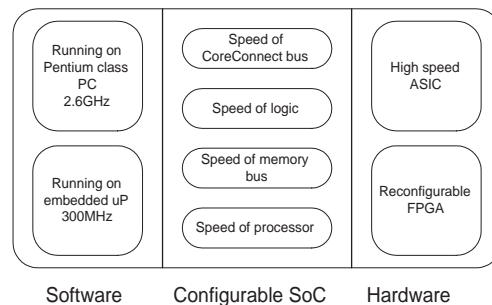 Running on
Pentium class
PC
2.6GHz
Running on
embedded uP
300MHz
Speed of
CoreConnect bus
Speed of logic
Speed of memory
bus
Speed of processor
High speed
ASIC
Reconfigurable
FPGA
Software
Configurable SoC
Hardware